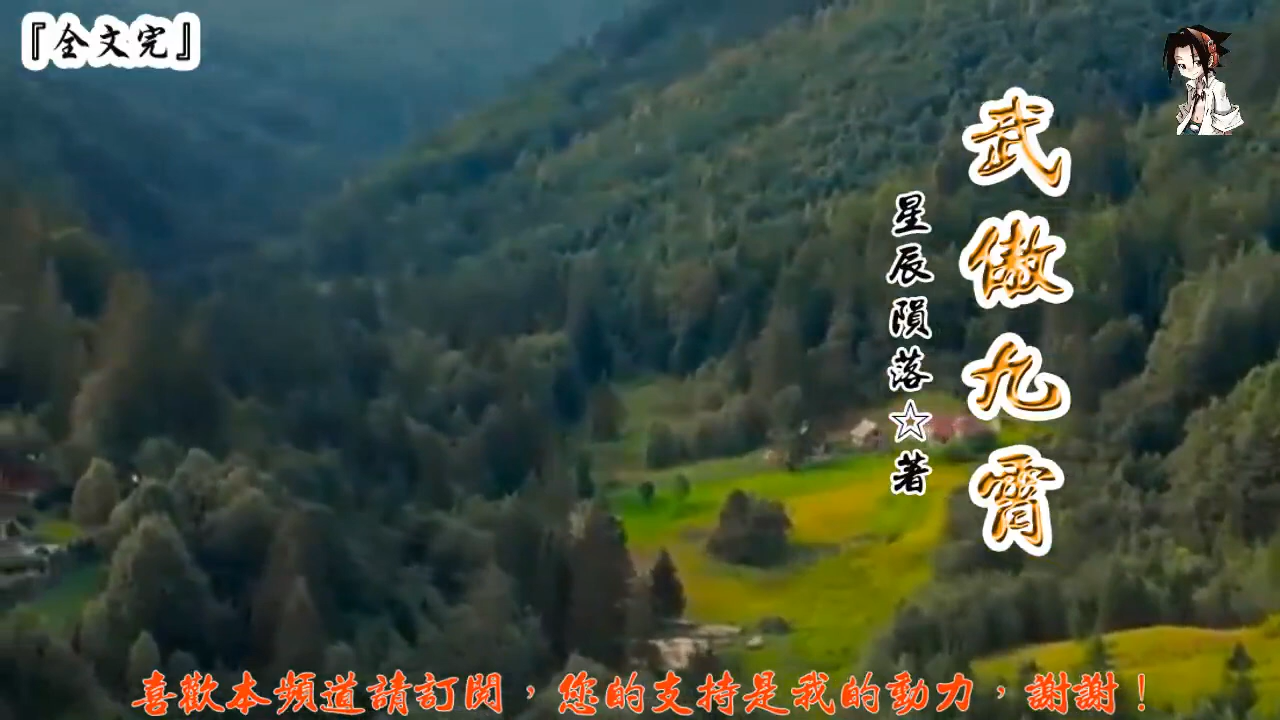 『全文完』
武傲九霄
星辰隕落☆著
喜歡本頻道請訂閱，您的支持是我的動力，謝謝！